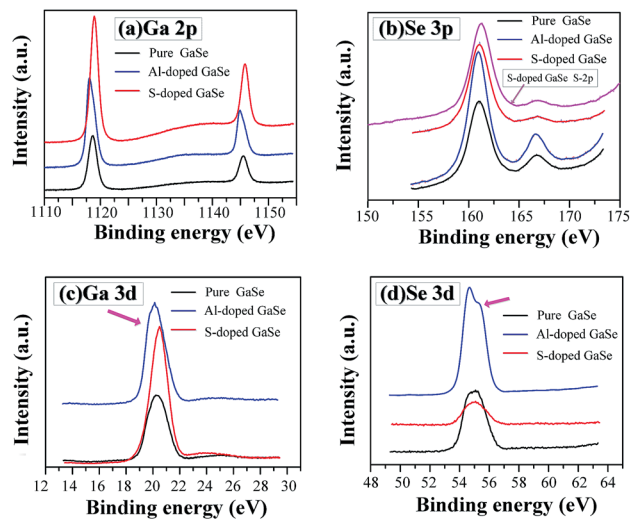 (a)Ga 2p
Pure GaSe
Al-doped GaSe
S-doped GaSe
Intensity (a.u.)
1110 1120 1130 1140 1150
Binding energy (eV)
(b)Se 3p
Pure GaSe
Al-doped GaSe
S-doped GaSe
S-doped GaSe S-2p
Intensity (a.u.)
150 155 160 165 170 175
Binding energy (eV)
(c)Ga 3d
Pure GaSe
Al-doped GaSe
S-doped GaSe
Intensity (a.u.)
12 14 16 18 20 22 24 26 28 30
Binding energy (eV)
(d)Se 3d
Pure GaSe
Al-doped GaSe
S-doped GaSe
Intensity (a.u.)
48 50 52 54 56 58 60 62 64
Binding energy (eV)